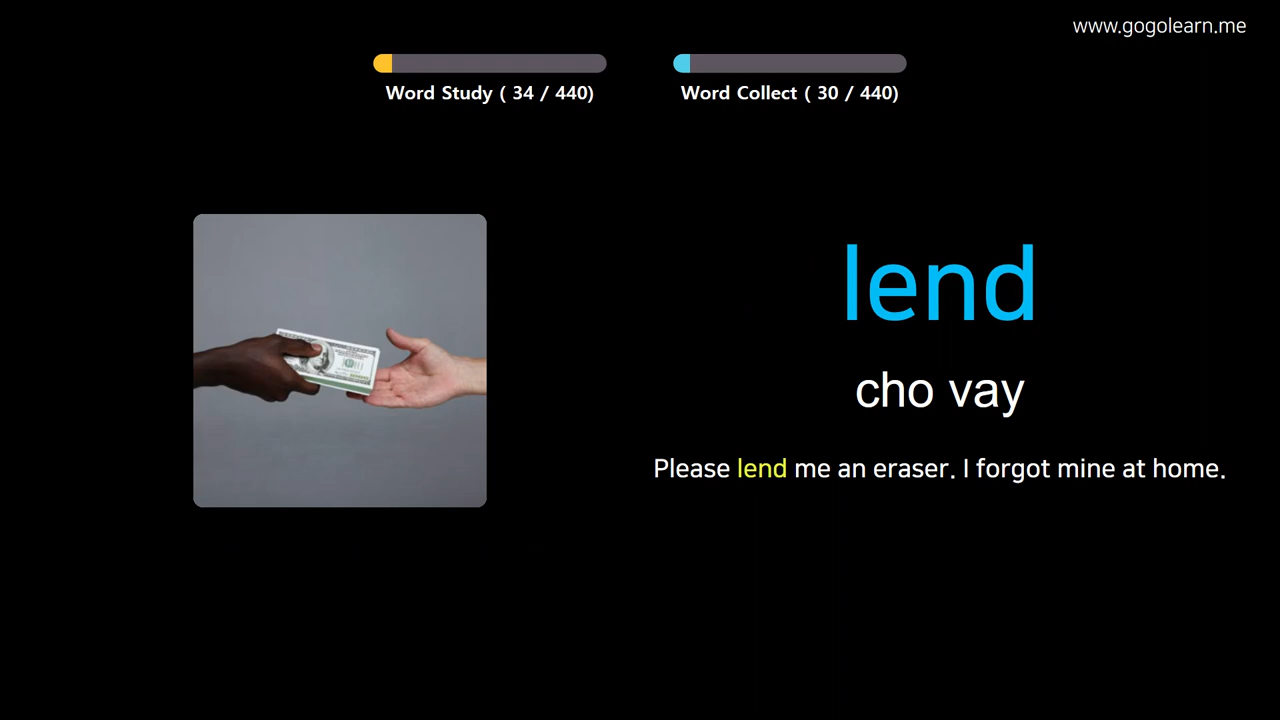 www.gogolearn.me
Word Study ( 34 / 440)
Word Collect ( 30 / 440)
lend
cho vay
Please lend me an eraser. I forgot mine at home.